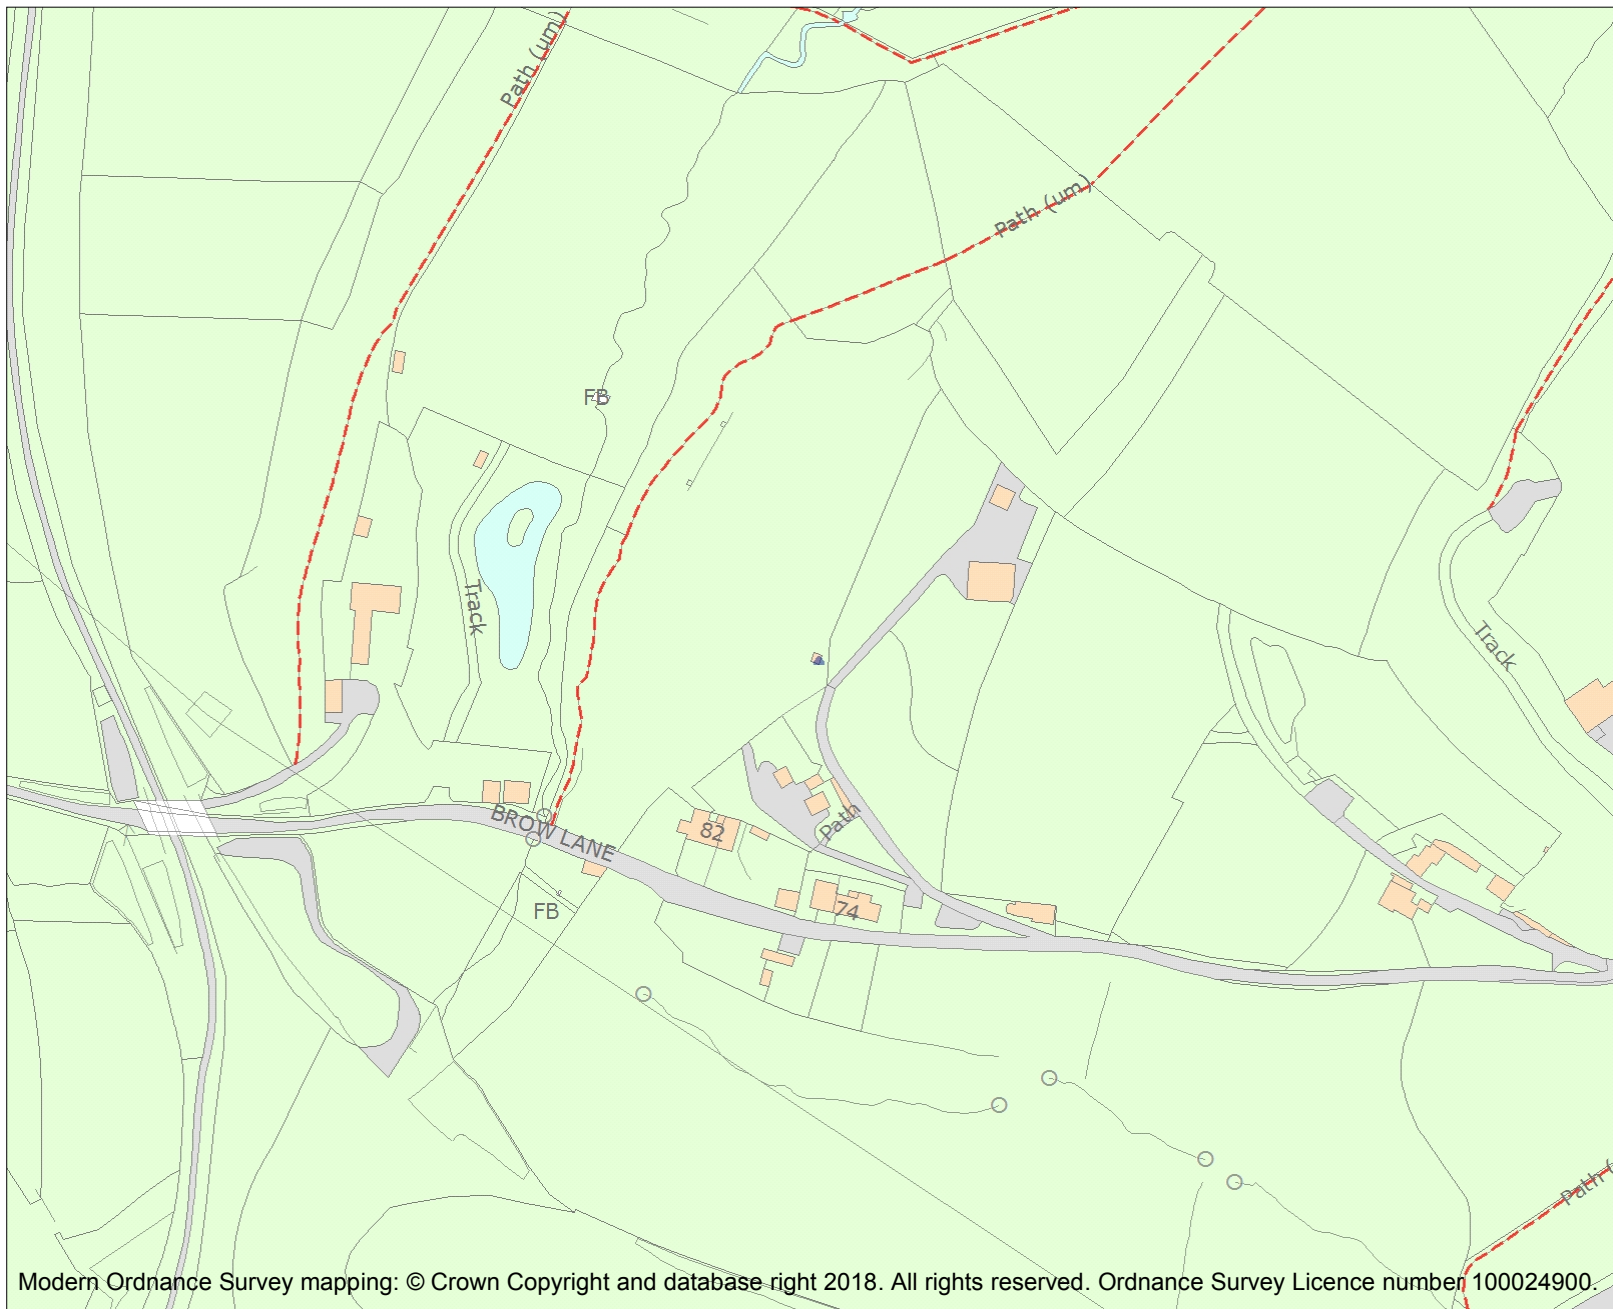 Path (um)
Path (um)
FB
Track
Track
BROW LANE
82
Path
74
FB
Path (
Modern Ordnance Survey mapping: © Crown Copyright and database right 2018. All rights reserved. Ordnance Survey Licence number 100024900.